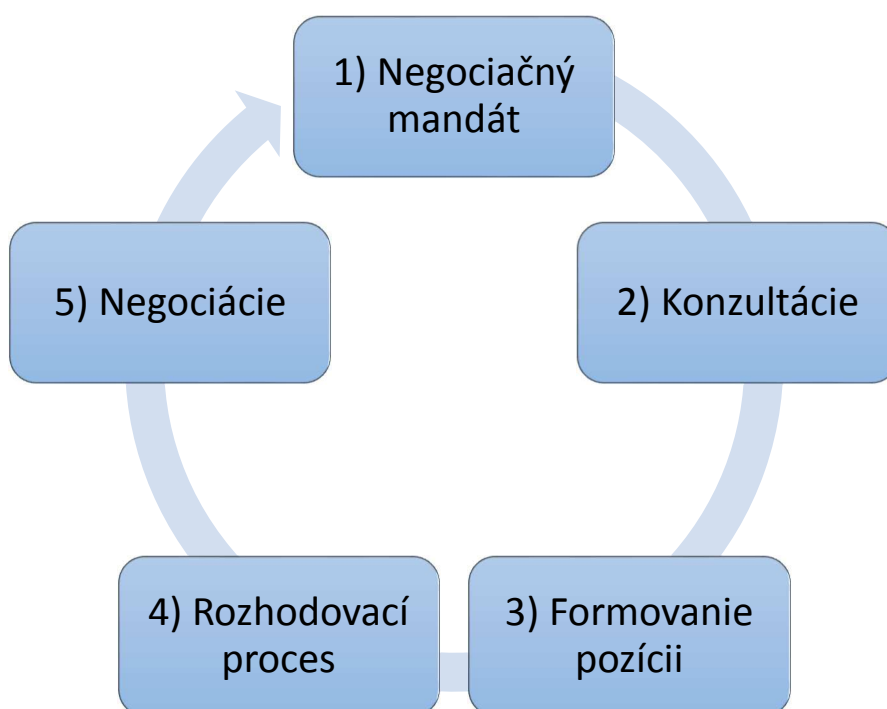 1) Negociačný
mandát
2) Konzultácie
3) Formovanie
pozícii
4) Rozhodovací
proces
5) Negociácie